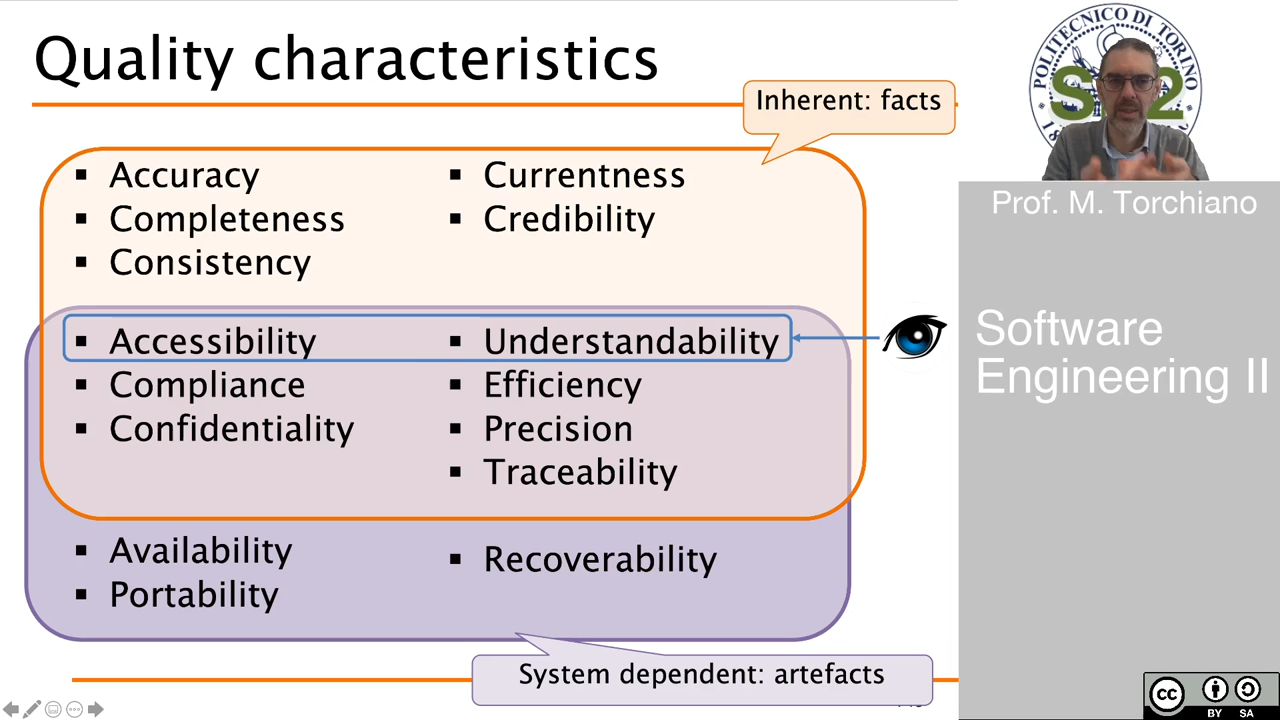 Quality characteristics
Inherent: facts
Accuracy
Completeness
Consistency
Currentness
Credibility
Accessibility
Compliance
Confidentiality
Understandability
Efficiency
Precision
Traceability
Availability
Portability
Recoverability
System dependent: artefacts
POLITECNICO DI TORINO
Prof. M. Torchiano
Software
Engineering II
cc
BY SA